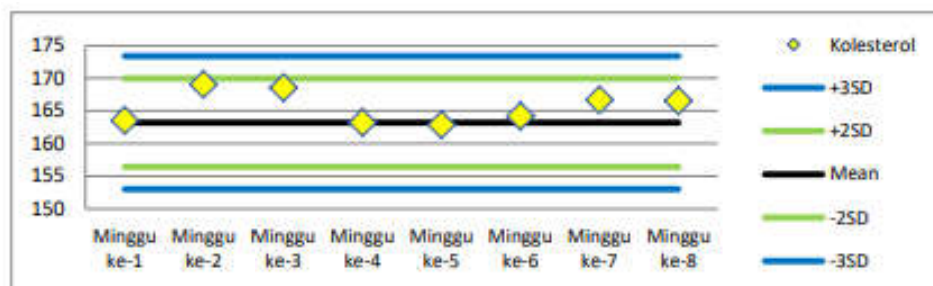 175
170
165
160
155
150
Minggu ke-1
Minggu ke-2
Minggu ke-3
Minggu ke-4
Minggu ke-5
Minggu ke-6
Minggu ke-7
Minggu ke-8
Kolesterol
+3SD
+2SD
Mean
-2SD
-3SD